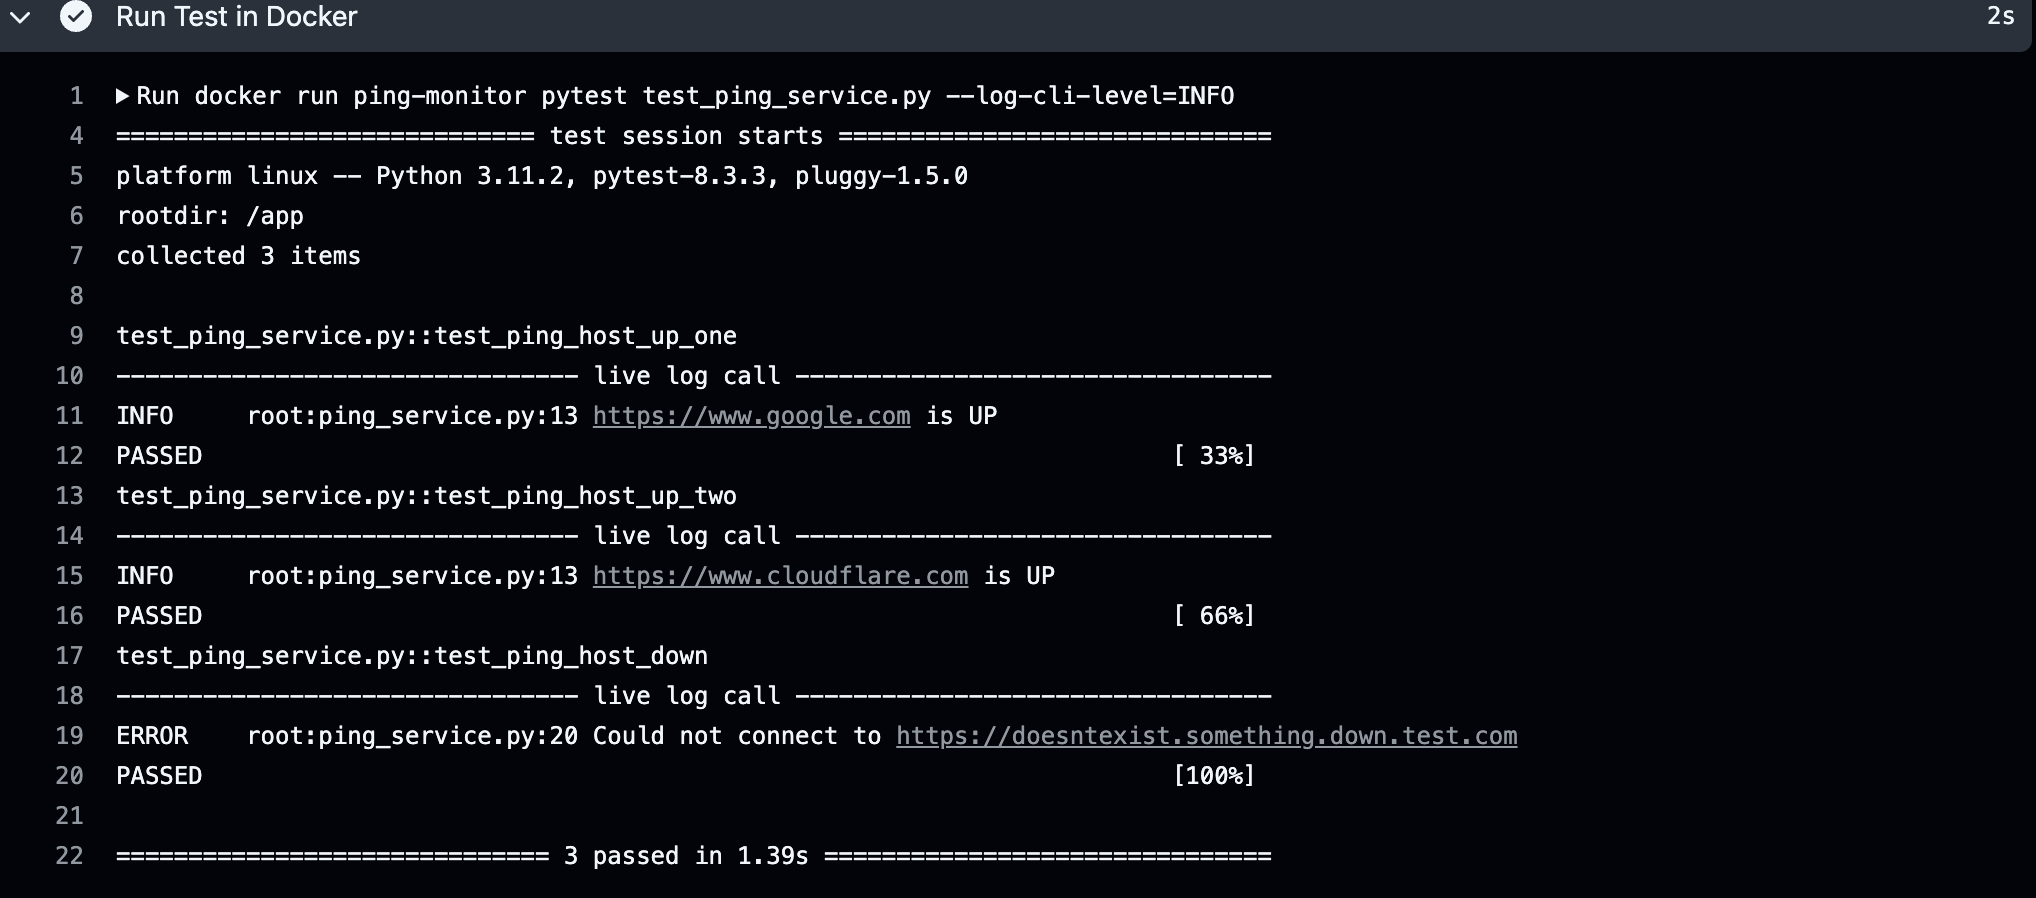 Run Test in Docker 2s
1 Run docker run ping-monitor pytest test_ping_service.py --log-cli-level=INFO
4 ============================= test session starts ==============================
5 platform linux -- Python 3.11.2, pytest-8.3.3, pluggy-1.5.0
6 rootdir: /app
7 collected 3 items
8
9 test_ping_service.py::test_ping_host_up_one
10 -------------------------------- live log call ---------------------------------
11 INFO     root:ping_service.py:13 https://www.google.com is UP
12 PASSED                                                                   [ 33%]
13 test_ping_service.py::test_ping_host_up_two
14 -------------------------------- live log call ---------------------------------
15 INFO     root:ping_service.py:13 https://www.cloudflare.com is UP
16 PASSED                                                                   [ 66%]
17 test_ping_service.py::test_ping_host_down
18 -------------------------------- live log call ---------------------------------
19 ERROR    root:ping_service.py:20 Could not connect to https://doesntexist.something.down.test.com
20 PASSED                                                                   [100%]
21
22 ============================== 3 passed in 1.39s ===============================